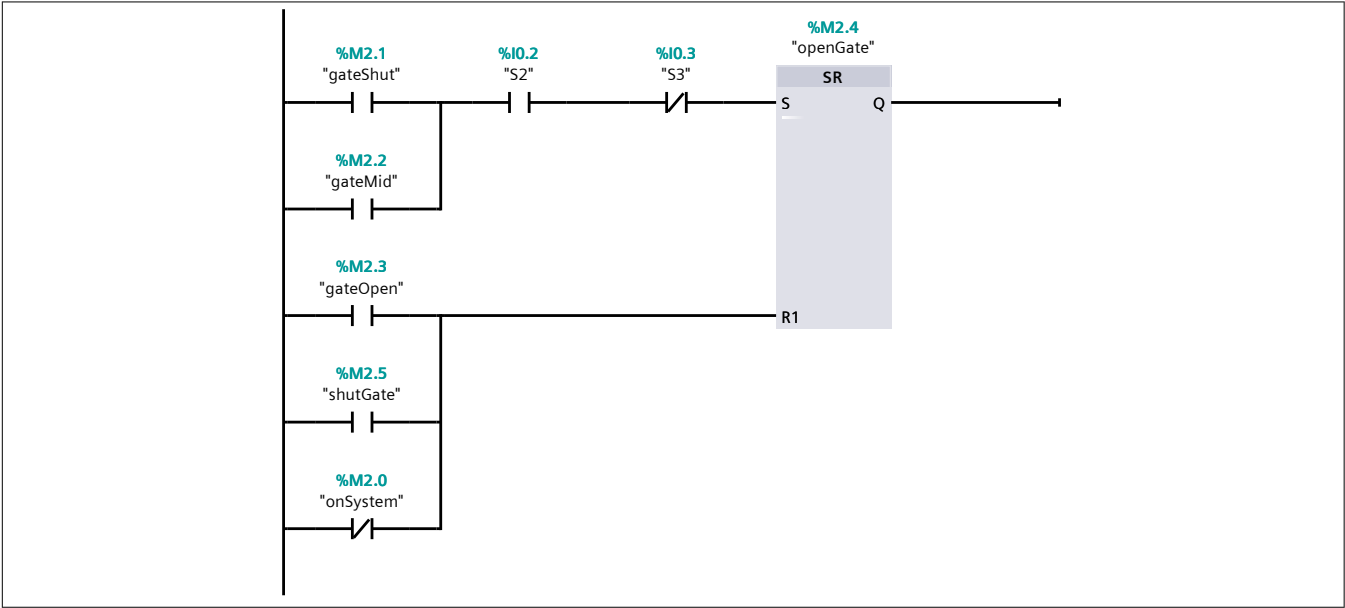 %M2.4
"openGate"
%M2.1
"gateShut"
%I0.2
"S2"
%I0.3
"S3"
SR
S
Q
%M2.2
"gateMid"
%M2.3
"gateOpen"
R1
%M2.5
"shutGate"
%M2.0
"onSystem"